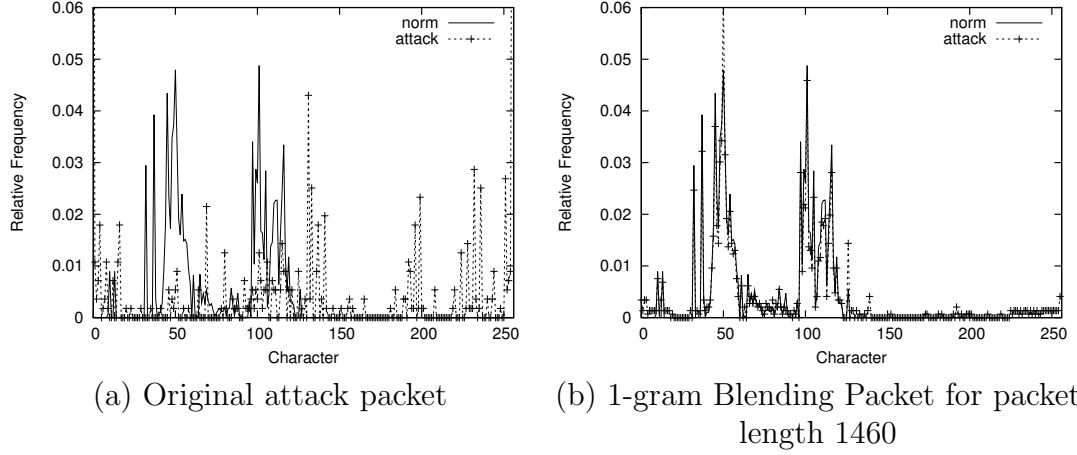 0.06
0.05
0.04
0.03
0.02
0.01
0
Relative Frequency
norm
attack
0 50 100 150 200 250
Character
(a) Original attack packet
0.06
0.05
0.04
0.03
0.02
0.01
0
Relative Frequency
norm
attack
0 50 100 150 200 250
Character
(b) 1-gram Blending Packet for packet
length 1460